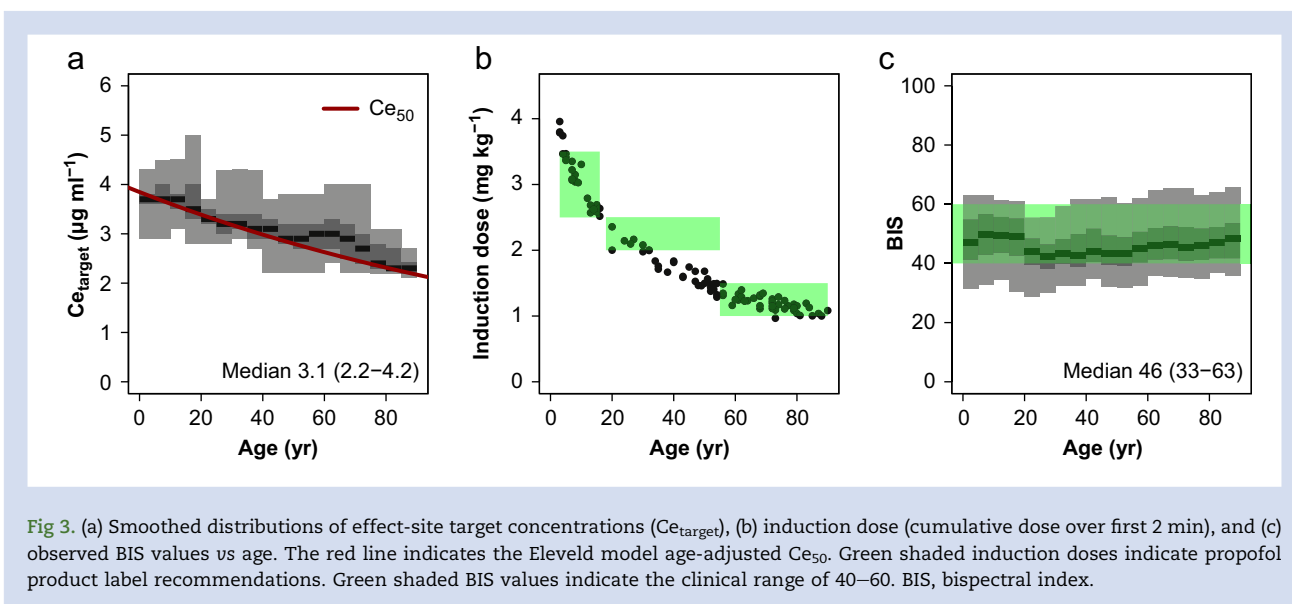 a
6
5
4
3
2
1
0
Ce_target (µg ml⁻¹)
Ce₅₀
Median 3.1 (2.2−4.2)
0 20 40 60 80
Age (yr)
b
4
3
2
1
0
Induction dose (mg kg⁻¹)
0 20 40 60 80
Age (yr)
c
100
80
60
40
20
0
BIS
Median 46 (33−63)
0 20 40 60 80
Age (yr)
Fig 3. (a) Smoothed distributions of effect-site target concentrations (Ce_target), (b) induction dose (cumulative dose over first 2 min), and (c)
observed BIS values vs age. The red line indicates the Eleveld model age-adjusted Ce₅₀. Green shaded induction doses indicate propofol
product label recommendations. Green shaded BIS values indicate the clinical range of 40–60. BIS, bispectral index.